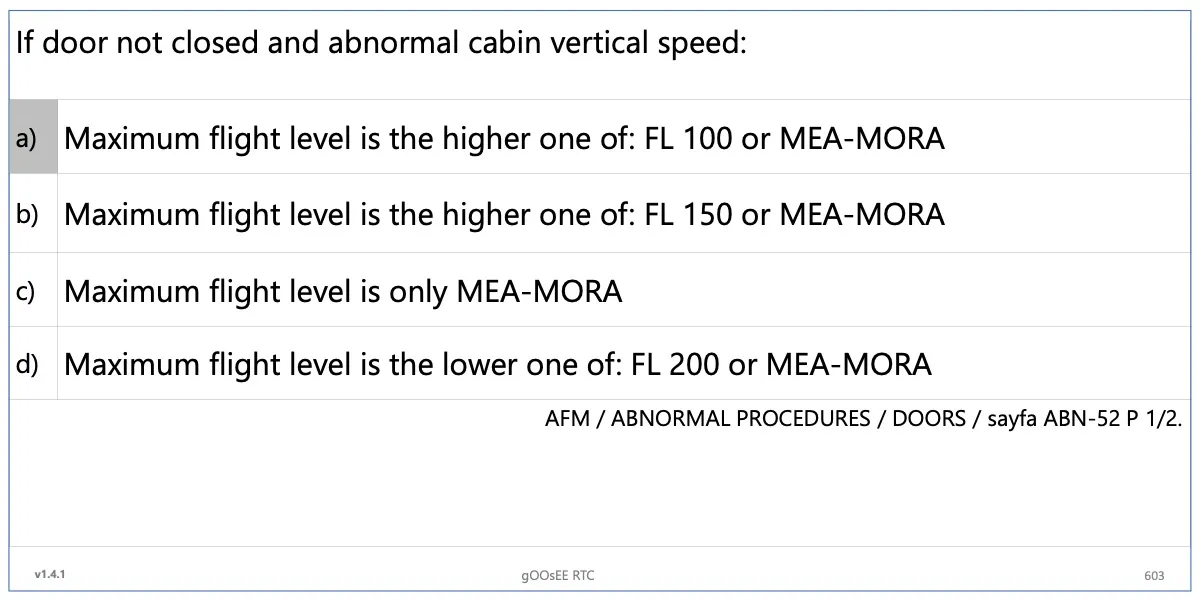 If door not closed and abnormal cabin vertical speed:
a) Maximum flight level is the higher one of: FL 100 or MEA-MORA
b) Maximum flight level is the higher one of: FL 150 or MEA-MORA
c) Maximum flight level is only MEA-MORA
d) Maximum flight level is the lower one of: FL 200 or MEA-MORA
AFM / ABNORMAL PROCEDURES / DOORS / sayfa ABN-52 P 1/2.
v1.4.1 gOOsEE RTC 603